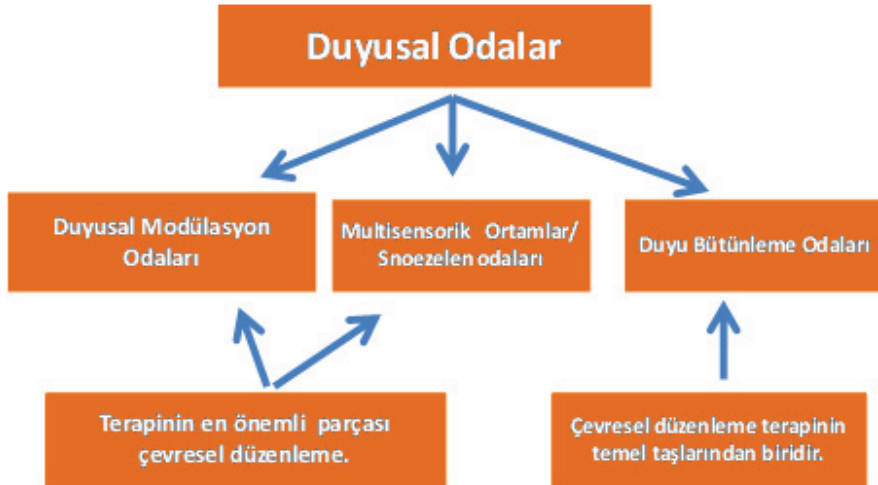 Duyusal Odalar
Duyusal Modülasyon
Odaları
Multisensorik Ortamlar/
Snoezelen odaları
Duyu Bütünleme Odaları
Terapinin en önemli parçası
çevresel düzenleme.
Çevresel düzenleme terapinin
temel taşlarından biridir.